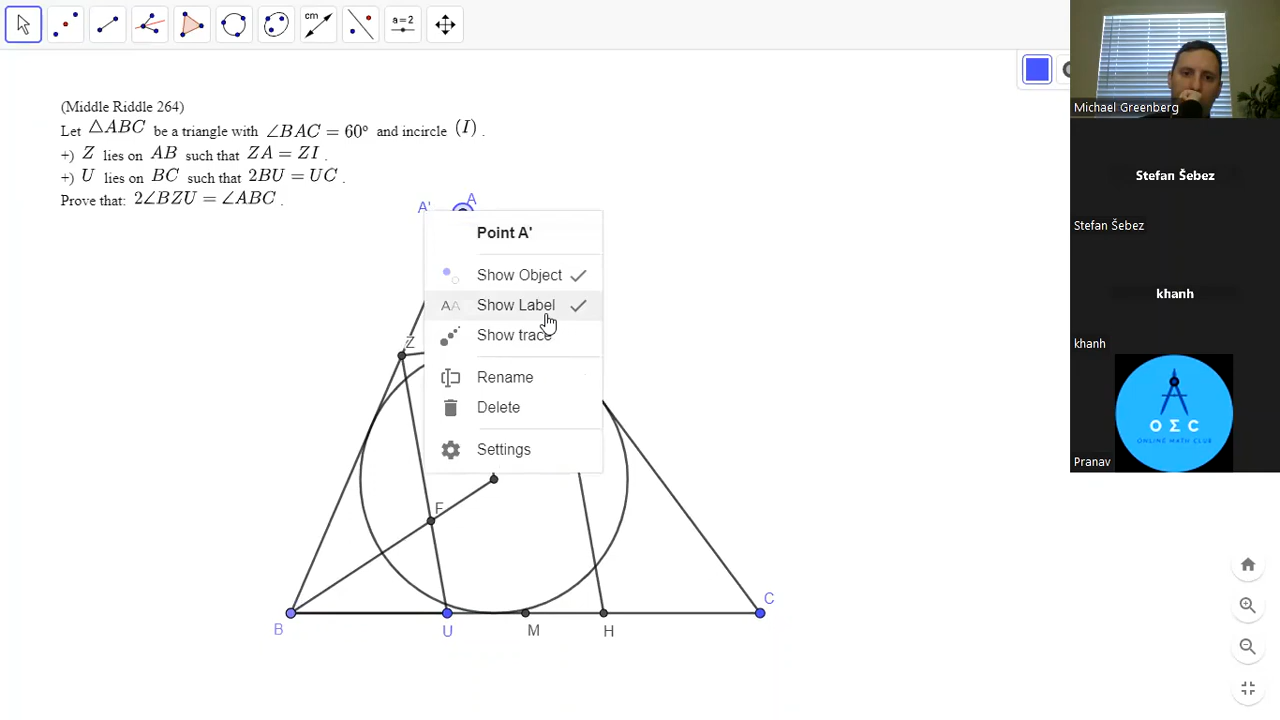 cm
a=2
(Middle Riddle 264)
Let △ABC be a triangle with ∠BAC = 60° and incircle (I) .
+) Z lies on AB such that ZA = ZI .
+) U lies on BC such that 2BU = UC .
Prove that: 2∠BZU = ∠ABC .
A'
A
Point A'
Show Object
AA Show Label
Show trace
Rename
Delete
Settings
Z
F
B
U
M
H
C
Michael Greenberg
Stefan Šebez
Stefan Šebez
khanh
khanh
O Σ C
ONLINE MATH CLUB
Pranav